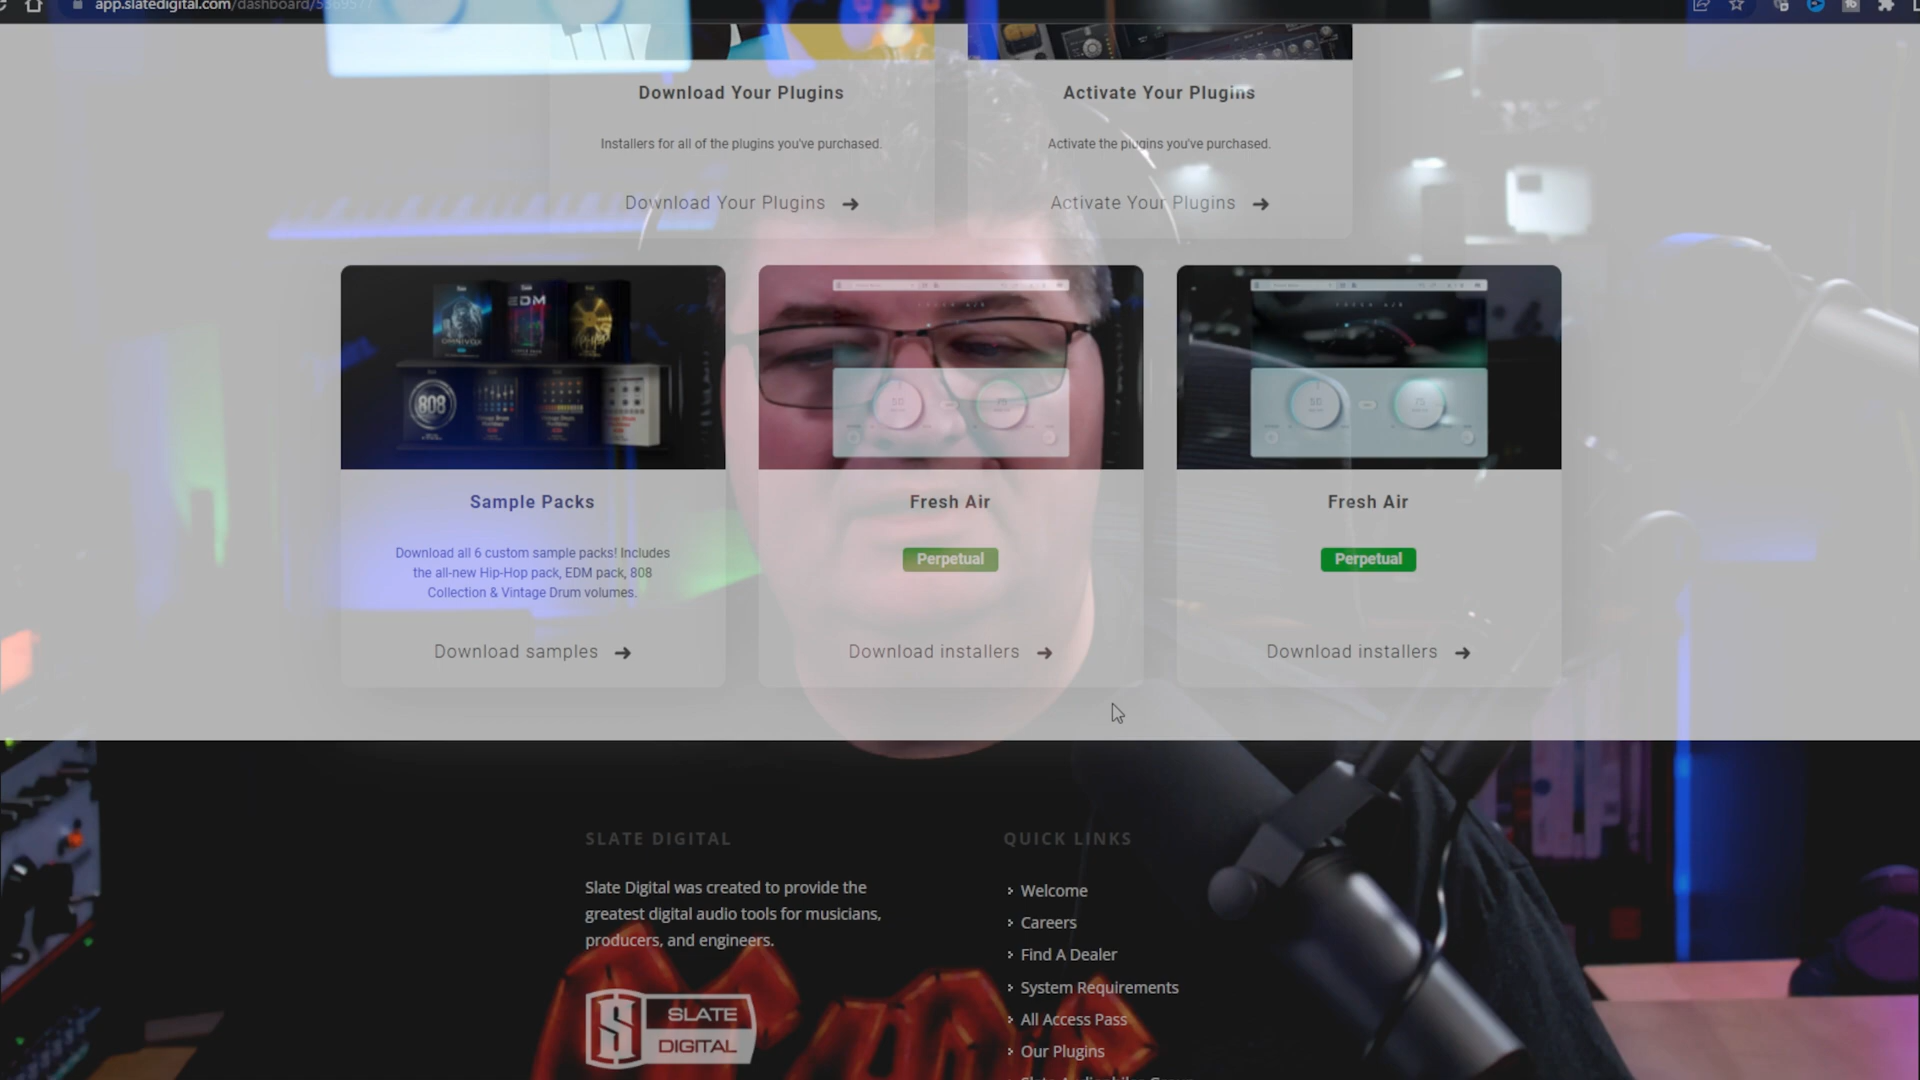 app.slatedigital.com/dashboard/5369577
Download Your Plugins
Activate Your Plugins
Installers for all of the plugins you've purchased.
Activate the plugins you've purchased.
Download Your Plugins
Activate Your Plugins
EDM
808
50
75
50
75
Sample Packs
Fresh Air
Fresh Air
Download all 6 custom sample packs! Includes
the all-new Hip-Hop pack, EDM pack, 808
Collection & Vintage Drum volumes.
Perpetual
Perpetual
Download samples
Download installers
Download installers
SLATE DIGITAL
QUICK LINKS
Slate Digital was created to provide the
greatest digital audio tools for musicians,
producers, and engineers.
Welcome
Careers
Find A Dealer
System Requirements
All Access Pass
Our Plugins
SLATE
DIGITAL